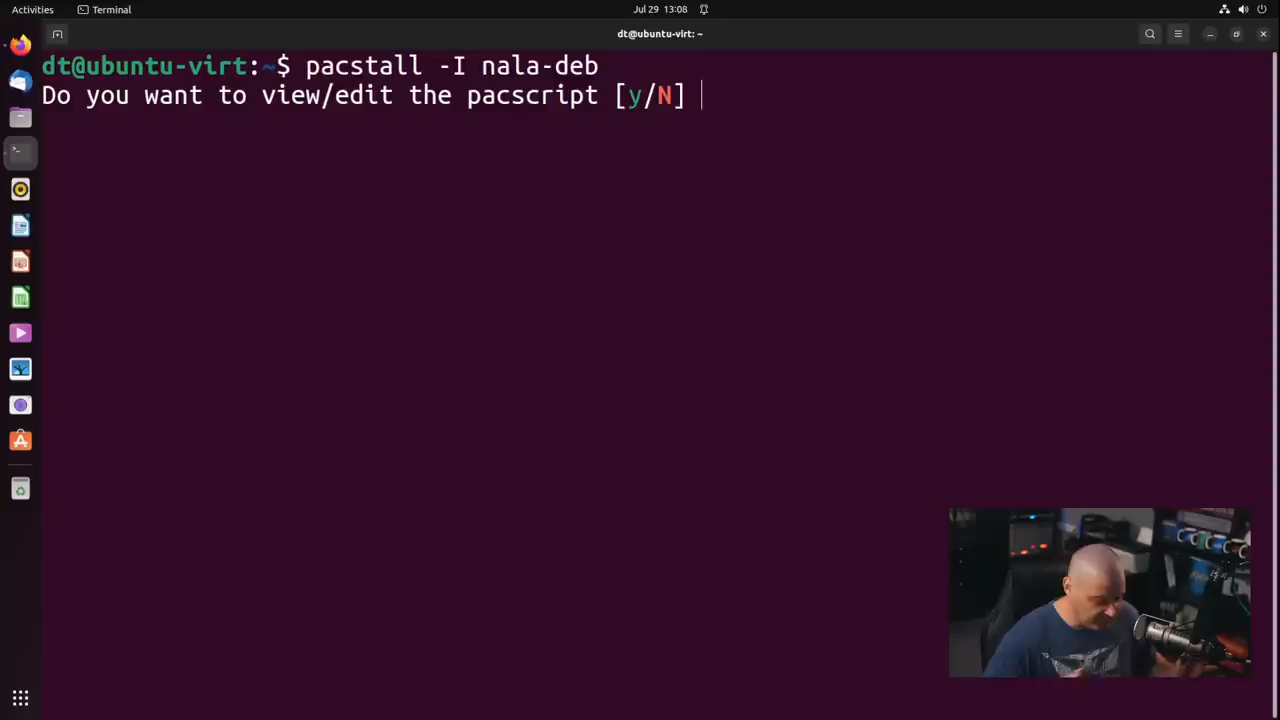 Activities
Terminal
Jul 29 13:08
dt@ubuntu-virt: ~
dt@ubuntu-virt:~$ pacstall -I nala-deb
Do you want to view/edit the pacscript [y/N]